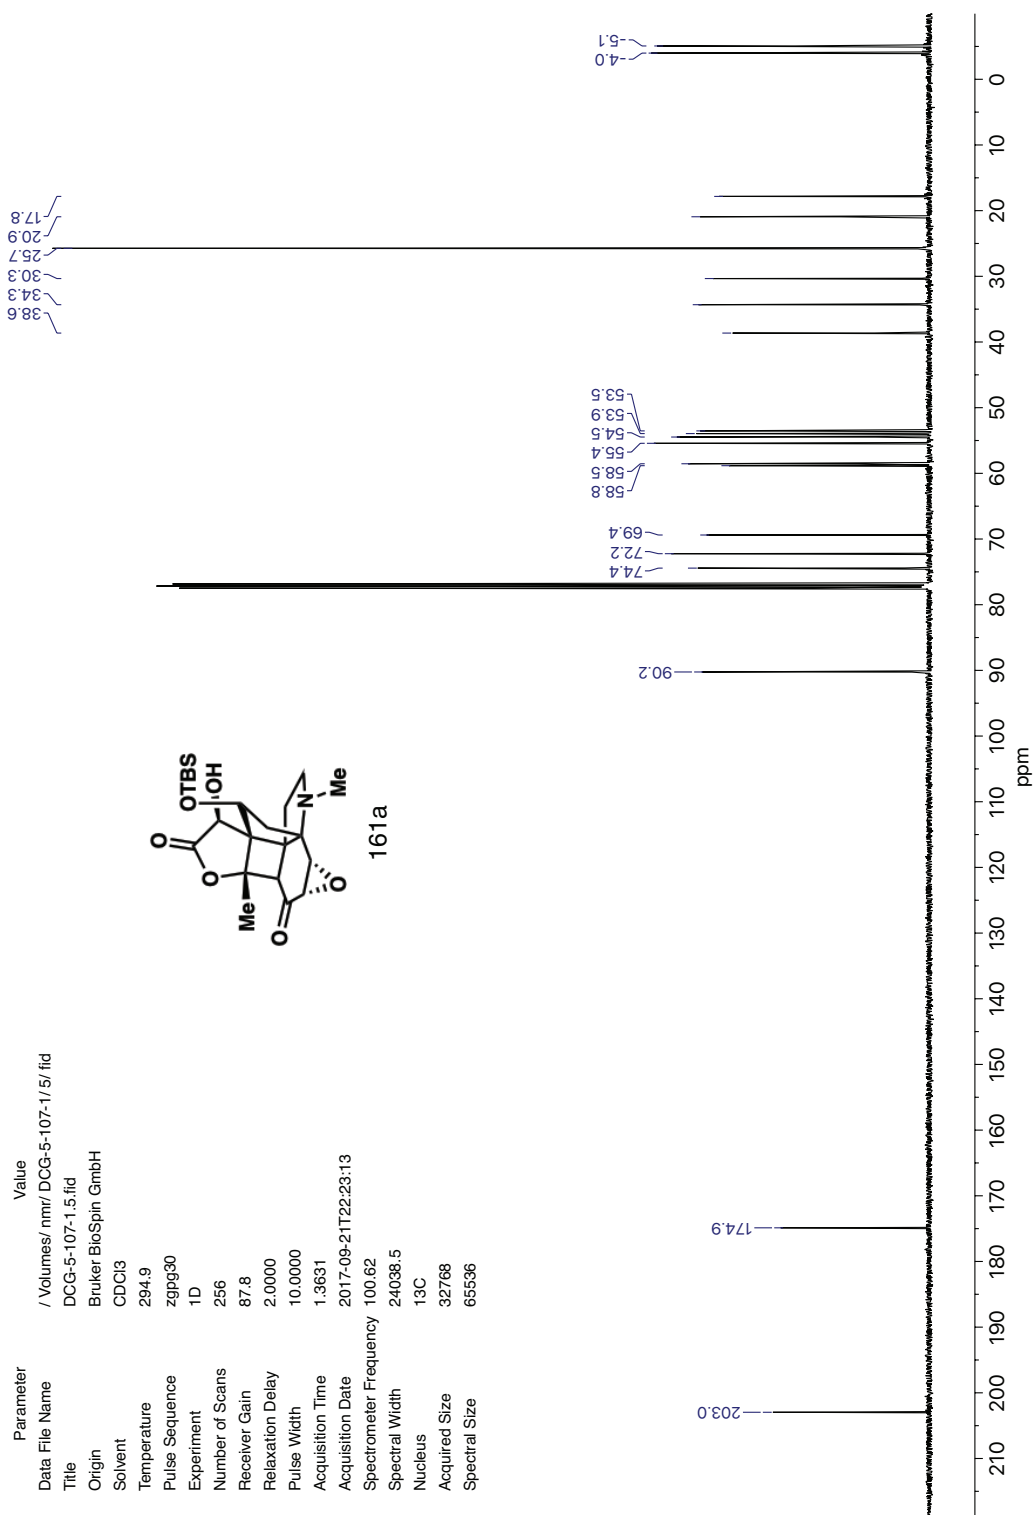 Parameter Value
Data File Name / Volumes/ nmr/ DCG-5-107-1/ 5/ fid
Title DCG-5-107-1.5.fid
Origin Bruker BioSpin GmbH
Solvent CDCl3
Temperature 294.9
Pulse Sequence zgpg30
Experiment 1D
Number of Scans 256
Receiver Gain 87.8
Relaxation Delay 2.0000
Pulse Width 10.0000
Acquisition Time 1.3631
Acquisition Date 2017-09-21T22:23:13
Spectrometer Frequency 100.62
Spectral Width 24038.5
Nucleus 13C
Acquired Size 32768
Spectral Size 65536
OTBS
O
OH
O
Me
N
Me
O
O
161a
203.0
174.9
90.2
74.4
72.2
69.4
58.8
58.5
55.4
54.5
53.9
53.5
38.6
34.3
30.3
25.7
20.9
17.8
-4.0
-5.1
210 200 190 180 170 160 150 140 130 120 110 100 90 80 70 60 50 40 30 20 10 0
ppm